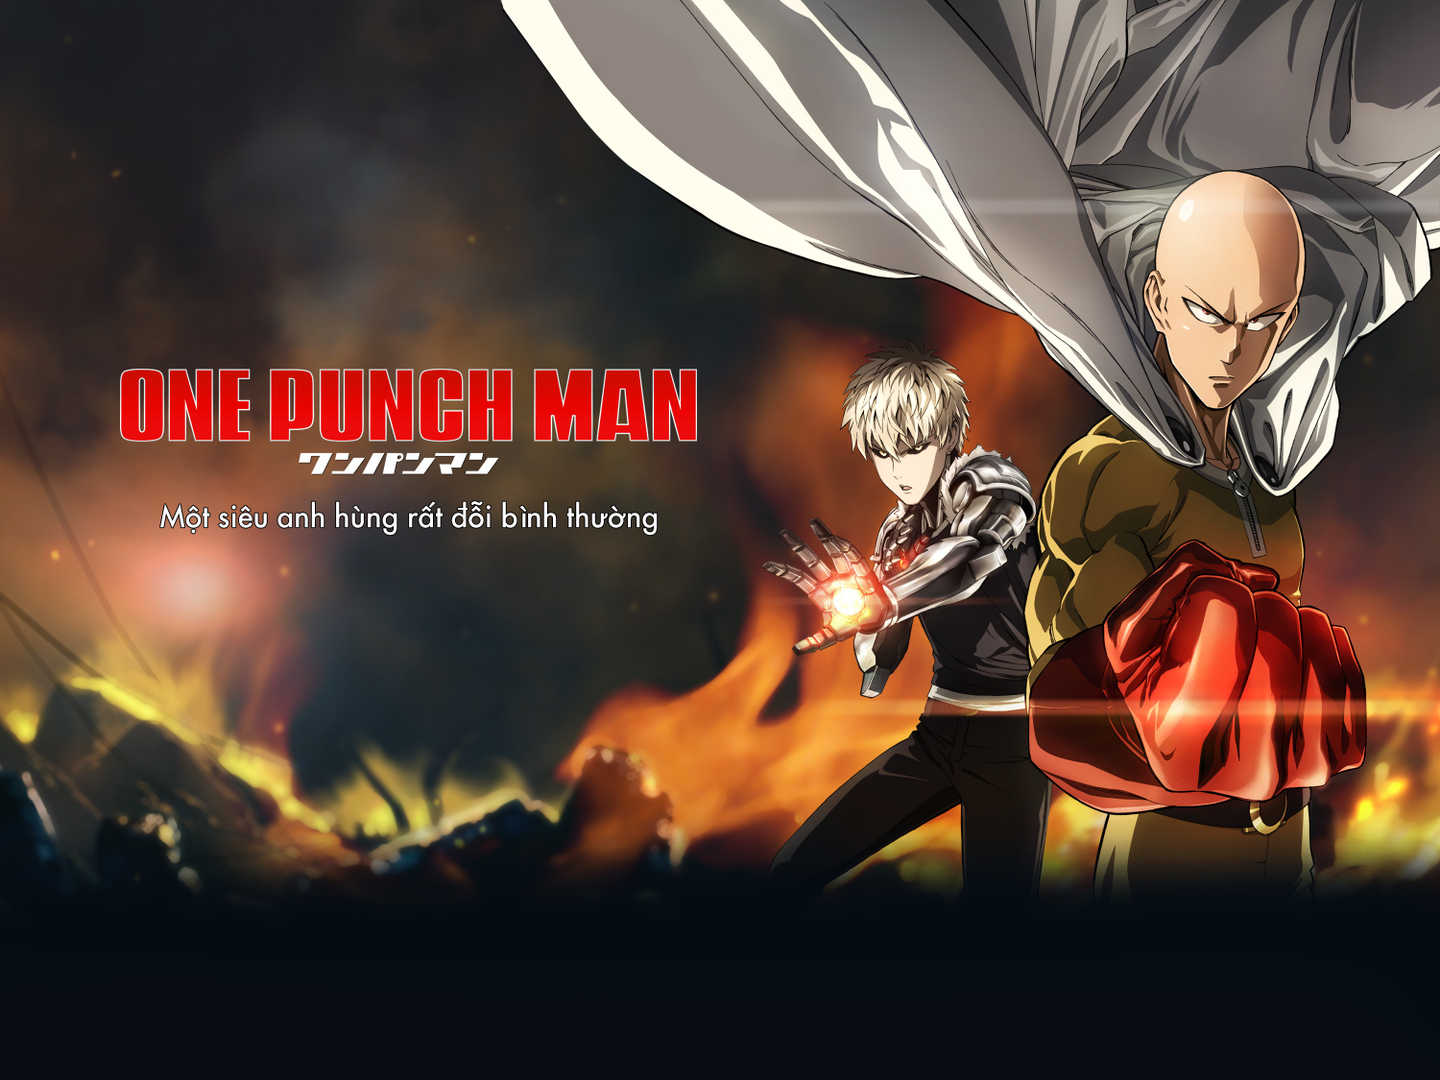 ONE PUNCH MAN
ワンパンマン
Một siêu anh hùng rất đỗi bình thường